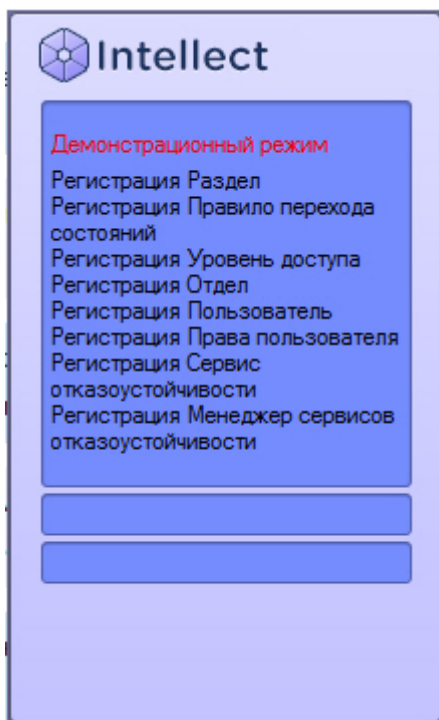 Intellect
Демонстрационный режим
Регистрация Раздел
Регистрация Правило перехода
состояний
Регистрация Уровень доступа
Регистрация Отдел
Регистрация Пользователь
Регистрация Права пользователя
Регистрация Сервис
отказоустойчивости
Регистрация Менеджер сервисов
отказоустойчивости